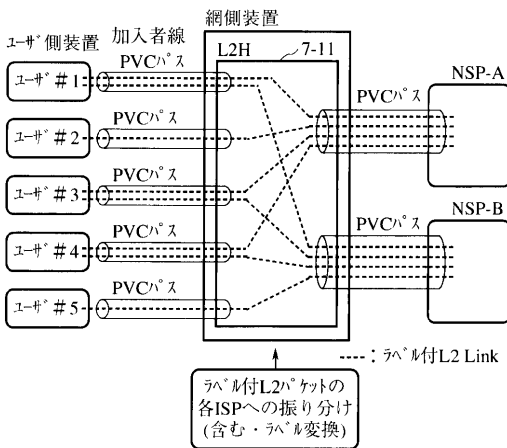 網側装置
ユーザ側装置
加入者線
L2H
7-11
PVCパス
ユーザ#1
NSP-A
PVCパス
PVCパス
ユーザ#2
PVCパス
ユーザ#3
NSP-B
PVCパス
PVCパス
ユーザ#4
PVCパス
ユーザ#5
-----:ラベル付L2 Link
ラベル付L2パケットの
各ISPへの振り分け
(含む・ラベル変換)